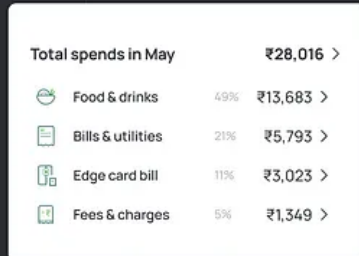 Total spends in May ₹28,016 >
Food & drinks 49% ₹13,683 >
Bills & utilities 21% ₹5,793 >
Edge card bill 11% ₹3,023 >
Fees & charges 5% ₹1,349 >